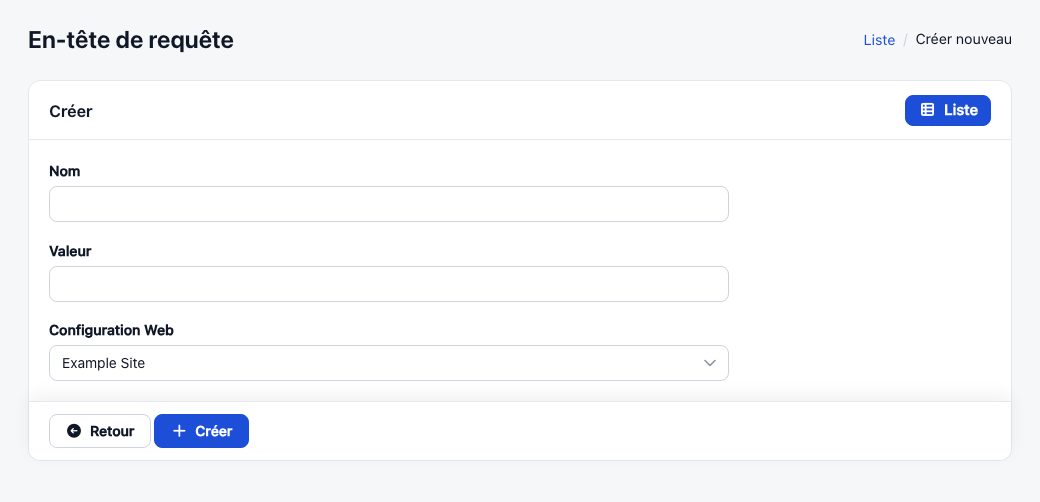 En-tête de requête
Liste / Créer nouveau
Créer
Liste
Nom
Valeur
Configuration Web
Example Site
Retour
Créer